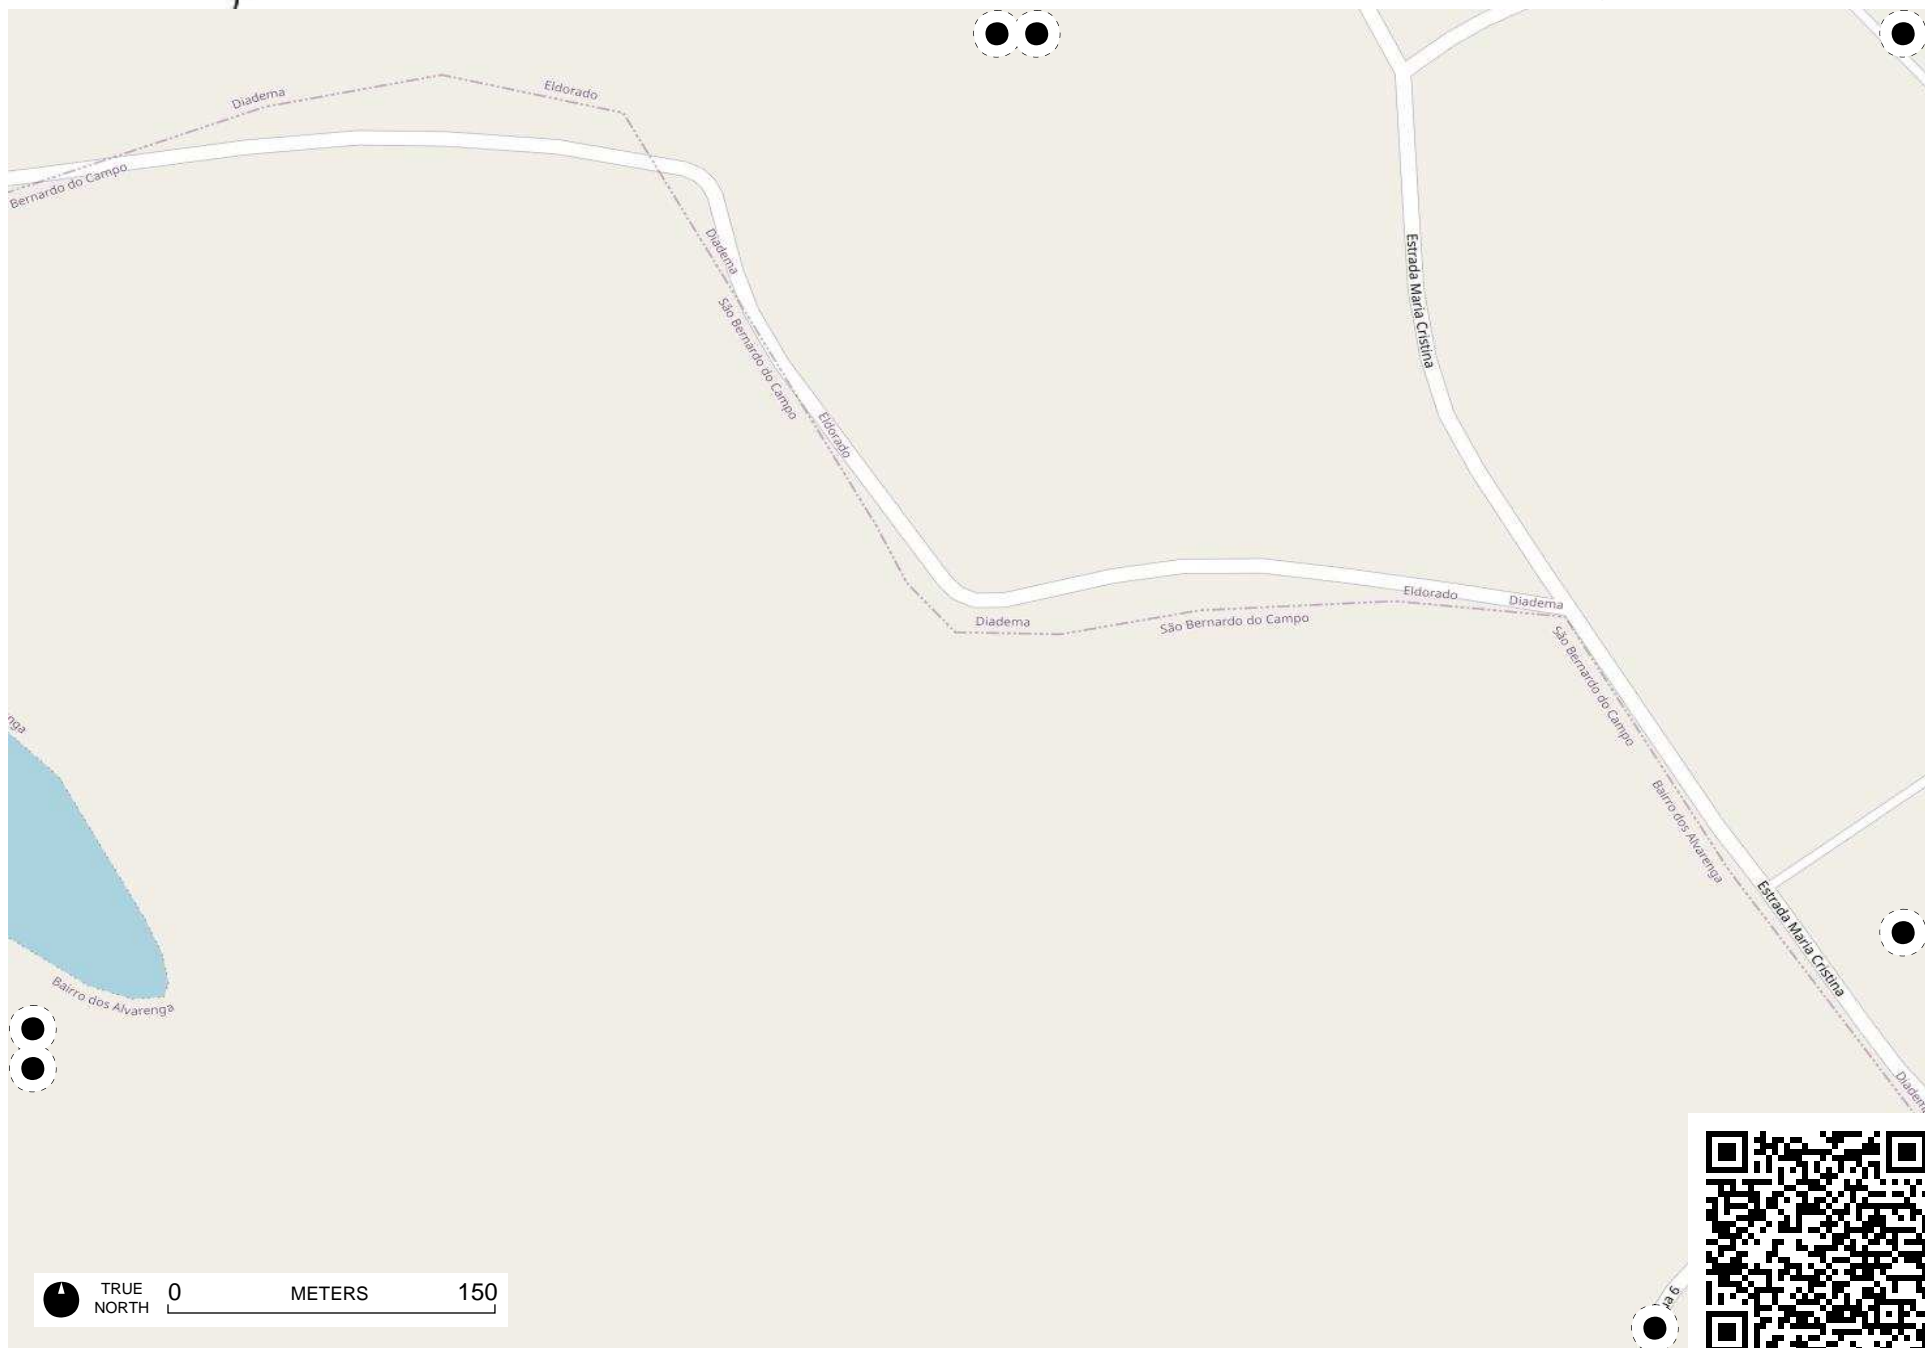 Diadema
Eldorado
Bernardo do Campo
Diadema
São Bernardo do Campo
Eldorado
Estrada Maria Cristina
Eldorado
Diadema
Diadema
São Bernardo do Campo
São Bernardo do Campo
Bairro dos Alvarenga
Estrada Maria Cristina
Bairro dos Alvarenga
TRUE NORTH
0 METERS 150